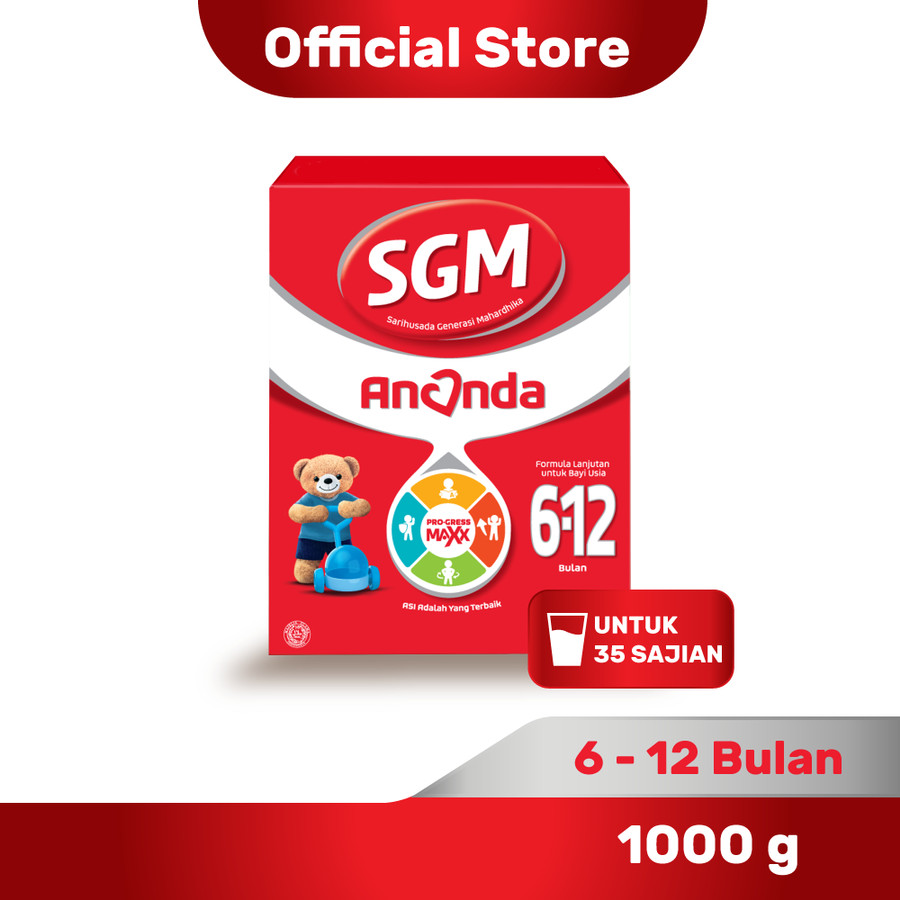 Official Store
SGM
Sarihusada Generasi Mahardhika
Ananda
Formula Lanjutan
untuk Bayi Usia
6-12
Bulan
PRO-GRESS
MAXX
ASI Adalah Yang Terbaik
UNTUK
35 SAJIAN
6 - 12 Bulan
1000 g